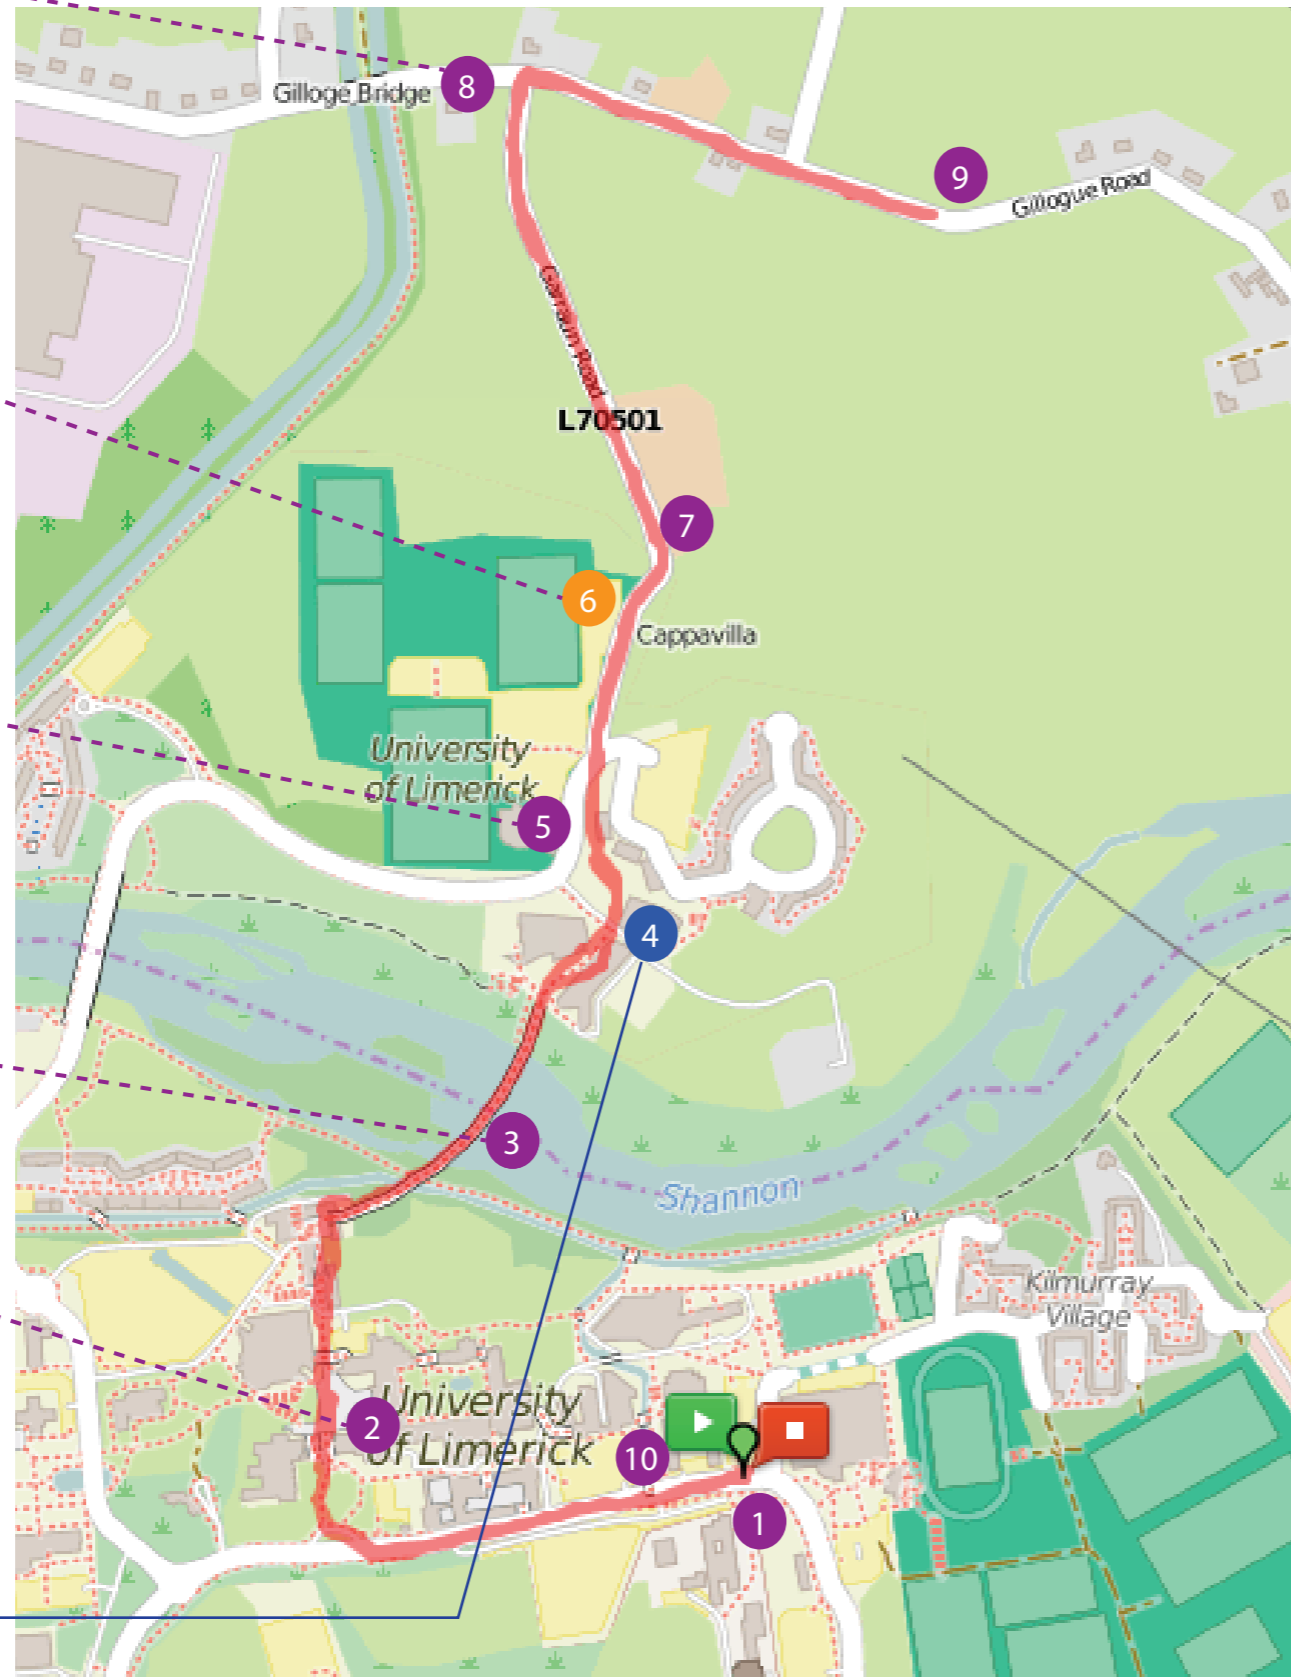 8
Gilloge Bridge
9
Gillogue Road
Garraun Road
L70501
7
6
Cappavilla
University
of Limerick
5
4
3
Shannon
Kilmurray
Village
University
of Limerick
2
10
1